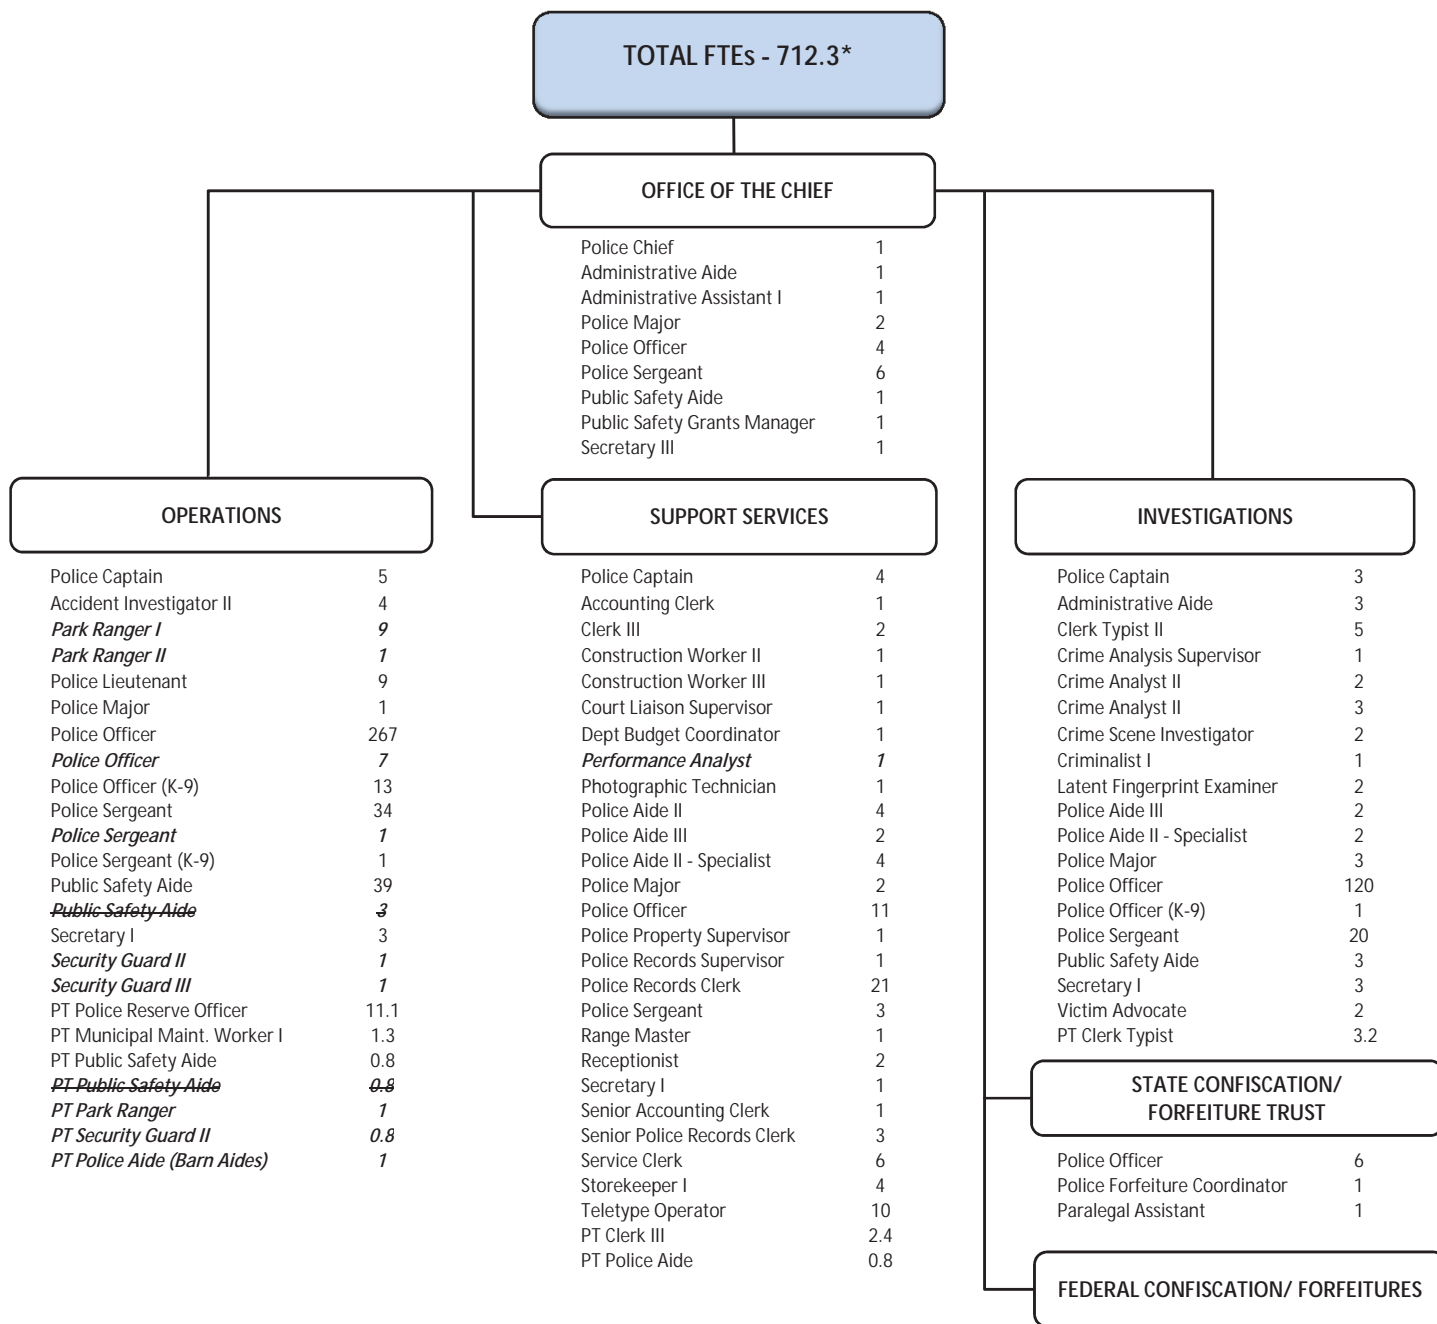 TOTAL FTEs - 712.3*
OFFICE OF THE CHIEF
Police Chief 1
Administrative Aide 1
Administrative Assistant I 1
Police Major 2
Police Officer 4
Police Sergeant 6
Public Safety Aide 1
Public Safety Grants Manager 1
Secretary III 1
OPERATIONS
Police Captain 5
Accident Investigator II 4
Park Ranger I 9
Park Ranger II 1
Police Lieutenant 9
Police Major 1
Police Officer 267
Police Officer 7
Police Officer (K-9) 13
Police Sergeant 34
Police Sergeant 1
Police Sergeant (K-9) 1
Public Safety Aide 39
Public Safety Aide 3
Secretary I 3
Security Guard II 1
Security Guard III 1
PT Police Reserve Officer 11.1
PT Municipal Maint. Worker I 1.3
PT Public Safety Aide 0.8
PT Public Safety Aide 0.8
PT Park Ranger 1
PT Security Guard II 0.8
PT Police Aide (Barn Aides) 1
SUPPORT SERVICES
Police Captain 4
Accounting Clerk 1
Clerk III 2
Construction Worker II 1
Construction Worker III 1
Court Liaison Supervisor 1
Dept Budget Coordinator 1
Performance Analyst 1
Photographic Technician 1
Police Aide II 4
Police Aide III 2
Police Aide II - Specialist 4
Police Major 2
Police Officer 11
Police Property Supervisor 1
Police Records Supervisor 1
Police Records Clerk 21
Police Sergeant 3
Range Master 1
Receptionist 2
Secretary I 1
Senior Accounting Clerk 1
Senior Police Records Clerk 3
Service Clerk 6
Storekeeper I 4
Teletype Operator 10
PT Clerk III 2.4
PT Police Aide 0.8
INVESTIGATIONS
Police Captain 3
Administrative Aide 3
Clerk Typist II 5
Crime Analysis Supervisor 1
Crime Analyst II 2
Crime Analyst II 3
Crime Scene Investigator 2
Criminalist I 1
Latent Fingerprint Examiner 2
Police Aide III 2
Police Aide II - Specialist 2
Police Major 3
Police Officer 120
Police Officer (K-9) 1
Police Sergeant 20
Public Safety Aide 3
Secretary I 3
Victim Advocate 2
PT Clerk Typist 3.2
STATE CONFISCATION/
FORFEITURE TRUST
Police Officer 6
Police Forfeiture Coordinator 1
Paralegal Assistant 1
FEDERAL CONFISCATION/ FORFEITURES